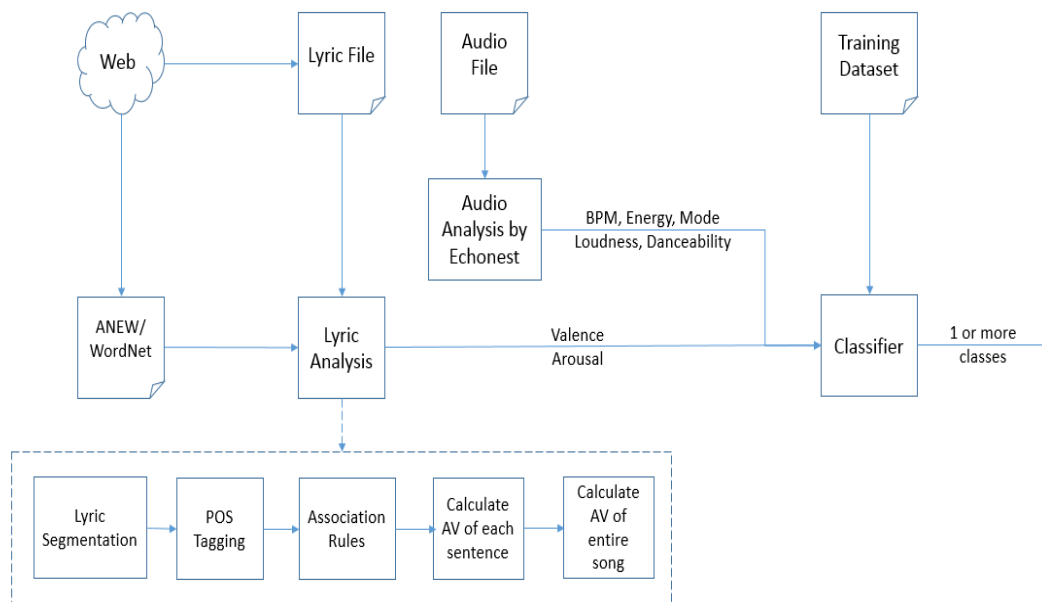 Web
Lyric File
Audio
File
Training
Dataset
Audio
Analysis by
Echonest
BPM, Energy, Mode
Loudness, Danceability
ANEW/
WordNet
Lyric
Analysis
Valence
Arousal
Classifier
1 or more
classes
Lyric
Segmentation
POS
Tagging
Association
Rules
Calculate
AV of each
sentence
Calculate
AV of
entire
song